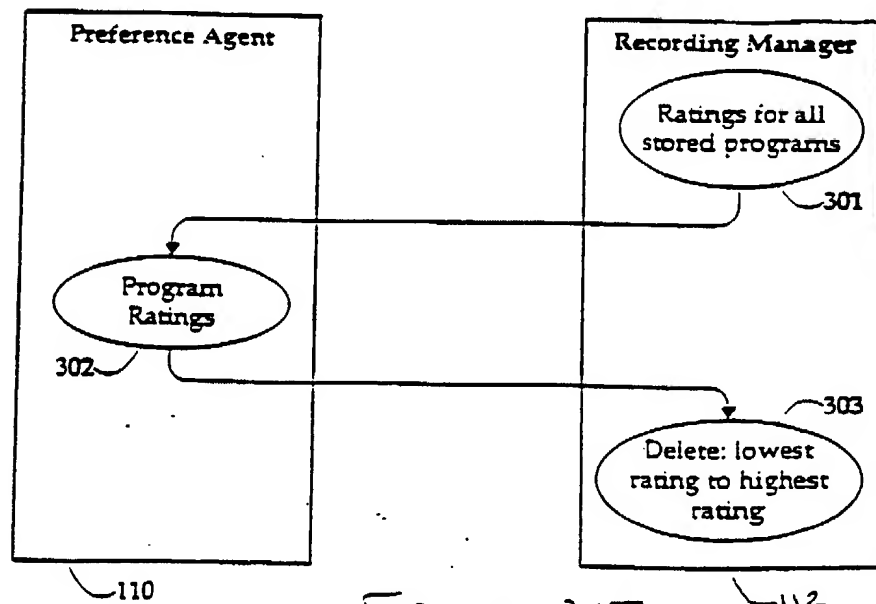 Preference Agent
Recording Manager
Ratings for all
stored programs
301
Program
Ratings
302
303
Delete: lowest
rating to highest
rating
110
112